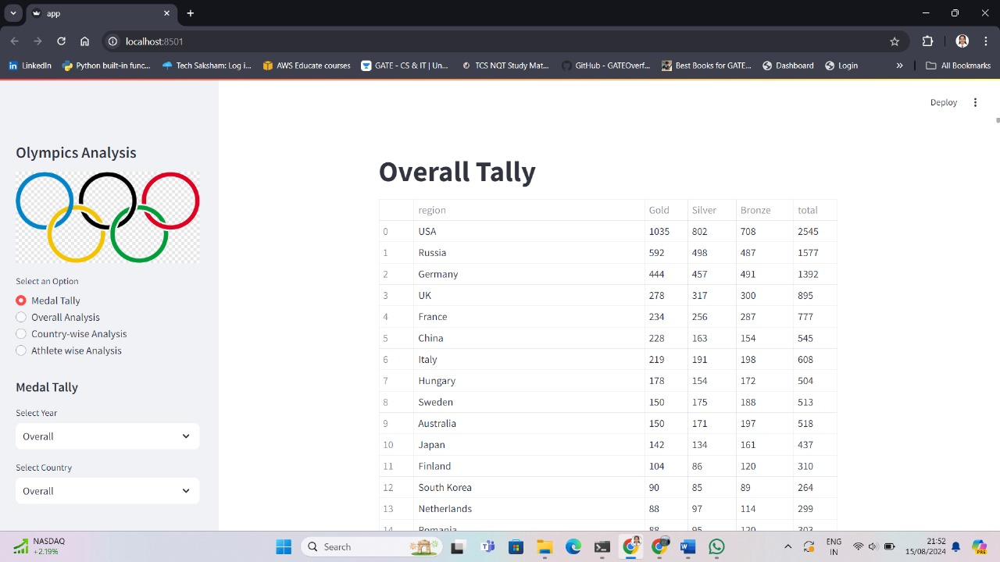 app
localhost:8501
LinkedIn Python built-in func... Tech Saksham: Log i... AWS Educate courses GATE - CS & IT | Un... TCS NQT Study Mat... GitHub - GATEOverf... Best Books for GATE... Dashboard Login » All Bookmarks
Deploy
Olympics Analysis
Select an Option
Medal Tally
Overall Analysis
Country-wise Analysis
Athlete wise Analysis
Medal Tally
Select Year
Overall
Select Country
Overall
Overall Tally
region Gold Silver Bronze total
0 USA 1035 802 708 2545
1 Russia 592 498 487 1577
2 Germany 444 457 491 1392
3 UK 278 317 300 895
4 France 234 256 287 777
5 China 228 163 154 545
6 Italy 219 191 198 608
7 Hungary 178 154 172 504
8 Sweden 150 175 188 513
9 Australia 150 171 197 518
10 Japan 142 134 161 437
11 Finland 104 86 120 310
12 South Korea 90 85 89 264
13 Netherlands 88 97 114 299
14 Romania 88 95 120 303
NASDAQ
+2.19%
Search
ENG
IN
21:52
15/08/2024
PRE